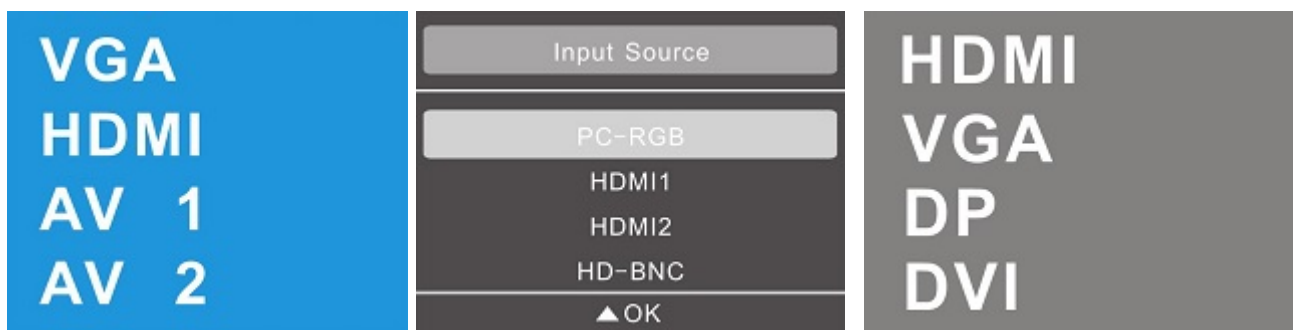 VGA
HDMI
AV 1
AV 2
Input Source
PC-RGB
HDMI1
HDMI2
HD-BNC
▲OK
HDMI
VGA
DP
DVI